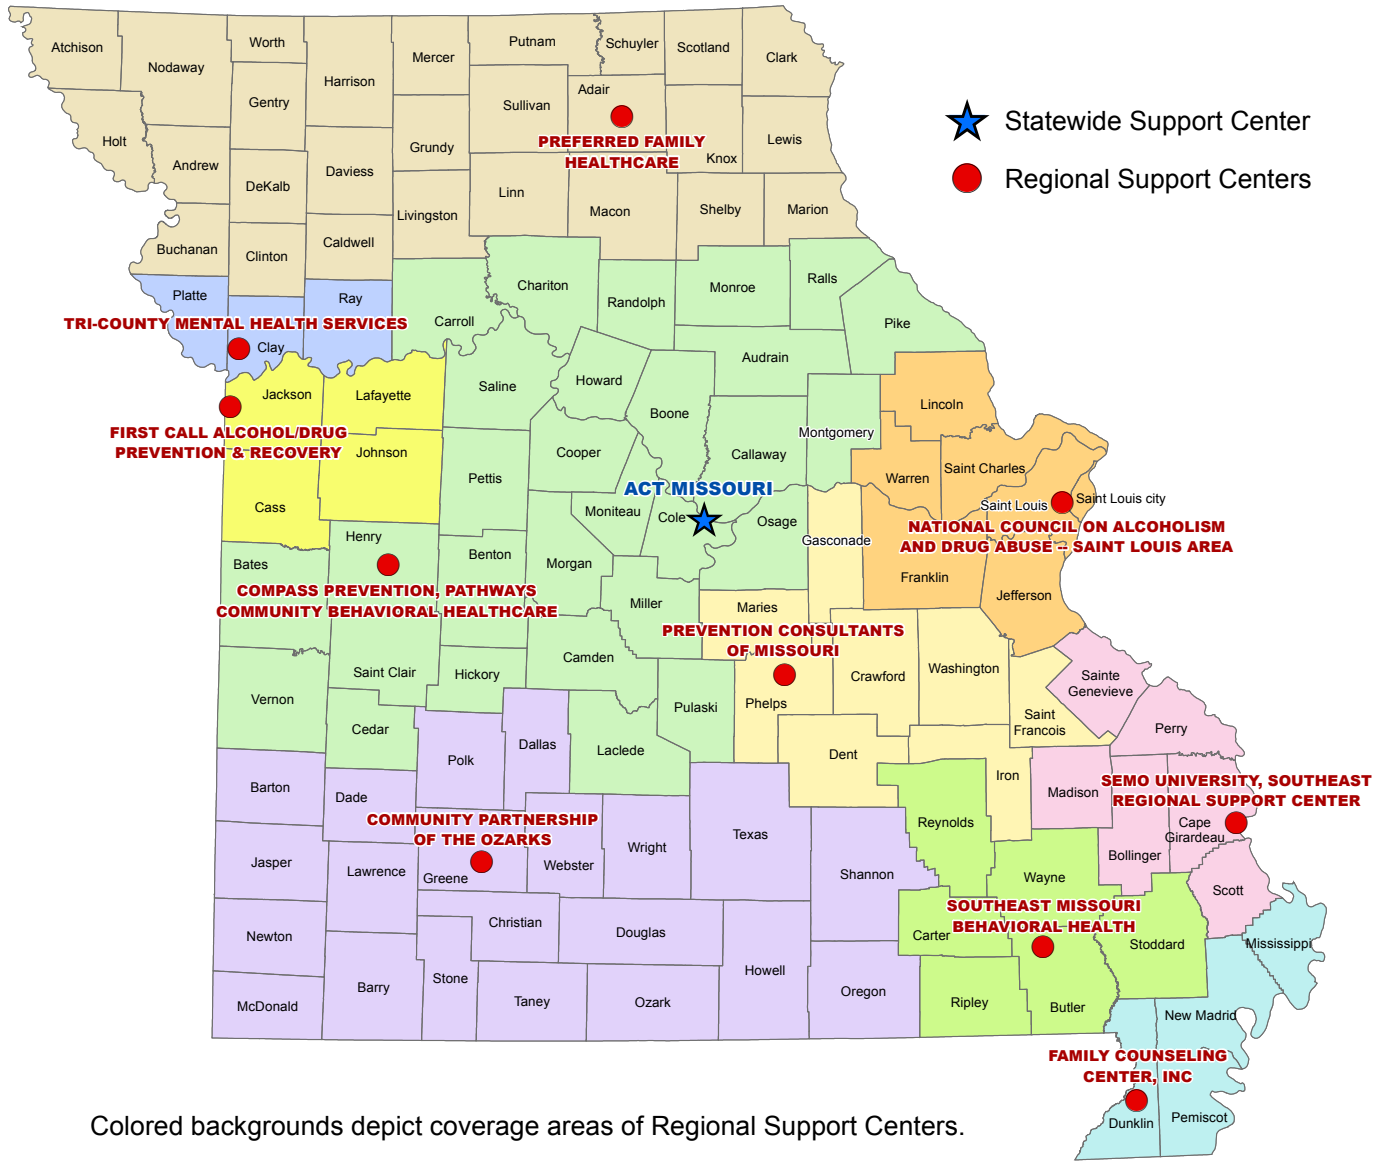 Atchison
Nodaway
Worth
Harrison
Mercer
Putnam
Schuyler
Scotland
Clark
Gentry
Sullivan
Adair
Holt
Andrew
DeKalb
Daviess
Grundy
Knox
Lewis
PREFERRED FAMILY
HEALTHCARE
Statewide Support Center
Regional Support Centers
Buchanan
Clinton
Caldwell
Livingston
Linn
Macon
Shelby
Marion
Platte
Ray
Clay
TRI-COUNTY MENTAL HEALTH SERVICES
Carroll
Chariton
Randolph
Monroe
Ralls
Pike
Audrain
Jackson
Lafayette
Saline
Howard
Boone
Callaway
Montgomery
Lincoln
FIRST CALL ALCOHOL/DRUG
PREVENTION & RECOVERY
Johnson
Cass
Pettis
Cooper
Moniteau
Cole
ACT MISSOURI
Osage
Gasconade
Warren
Saint Charles
Saint Louis
Saint Louis city
NATIONAL COUNCIL ON ALCOHOLISM
AND DRUG ABUSE -- SAINT LOUIS AREA
Franklin
Jefferson
Henry
Bates
Benton
Morgan
Miller
Maries
COMPASS PREVENTION, PATHWAYS
COMMUNITY BEHAVIORAL HEALTHCARE
PREVENTION CONSULTANTS
OF MISSOURI
Saint Clair
Hickory
Camden
Pulaski
Phelps
Crawford
Washington
Saint
Francois
Sainte
Genevieve
Perry
Vernon
Cedar
Polk
Dallas
Laclede
Dent
Iron
Madison
SEMO UNIVERSITY, SOUTHEAST
REGIONAL SUPPORT CENTER
Cape
Girardeau
Bollinger
Scott
Barton
Dade
COMMUNITY PARTNERSHIP
OF THE OZARKS
Jasper
Lawrence
Greene
Webster
Wright
Texas
Shannon
Reynolds
Wayne
SOUTHEAST MISSOURI
BEHAVIORAL HEALTH
Carter
Stoddard
Mississippi
Newton
Christian
Douglas
Howell
Oregon
Ripley
Butler
New Madrid
McDonald
Barry
Stone
Taney
Ozark
FAMILY COUNSELING
CENTER, INC
Dunklin
Pemiscot
Colored backgrounds depict coverage areas of Regional Support Centers.